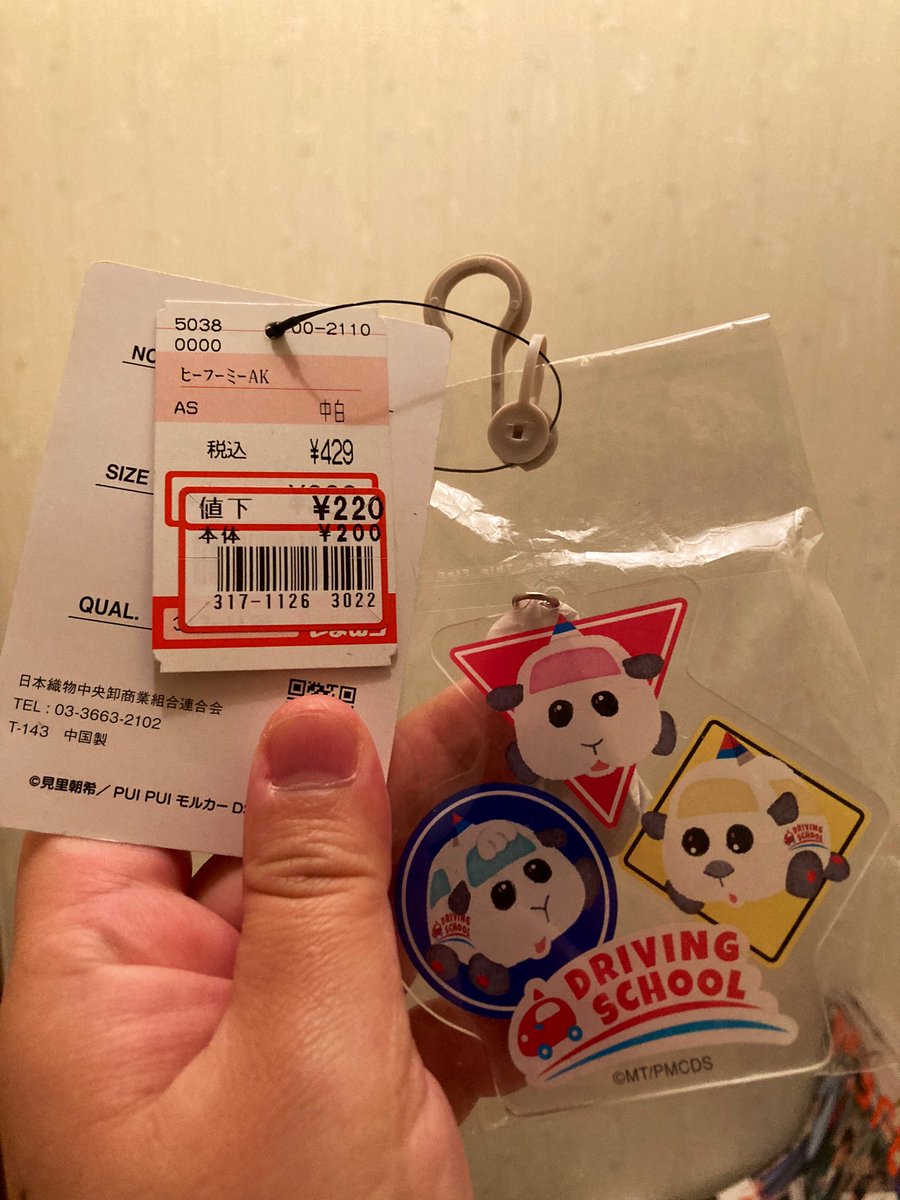 5038 00-2110
0000
ヒーフーミーAK
AS 中白
税込 ¥429
値下 ¥220
本体 ¥200
317-1126 3022
NO
SIZE
QUAL.
日本織物中央卸商業組合連合会
TEL : 03-3663-2102
T-143 中国製
©見里朝希／PUI PUI モルカー D
DRIVING
SCHOOL
DRIVING
SCHOOL
DRIVING
SCHOOL
©MT/PMCDS